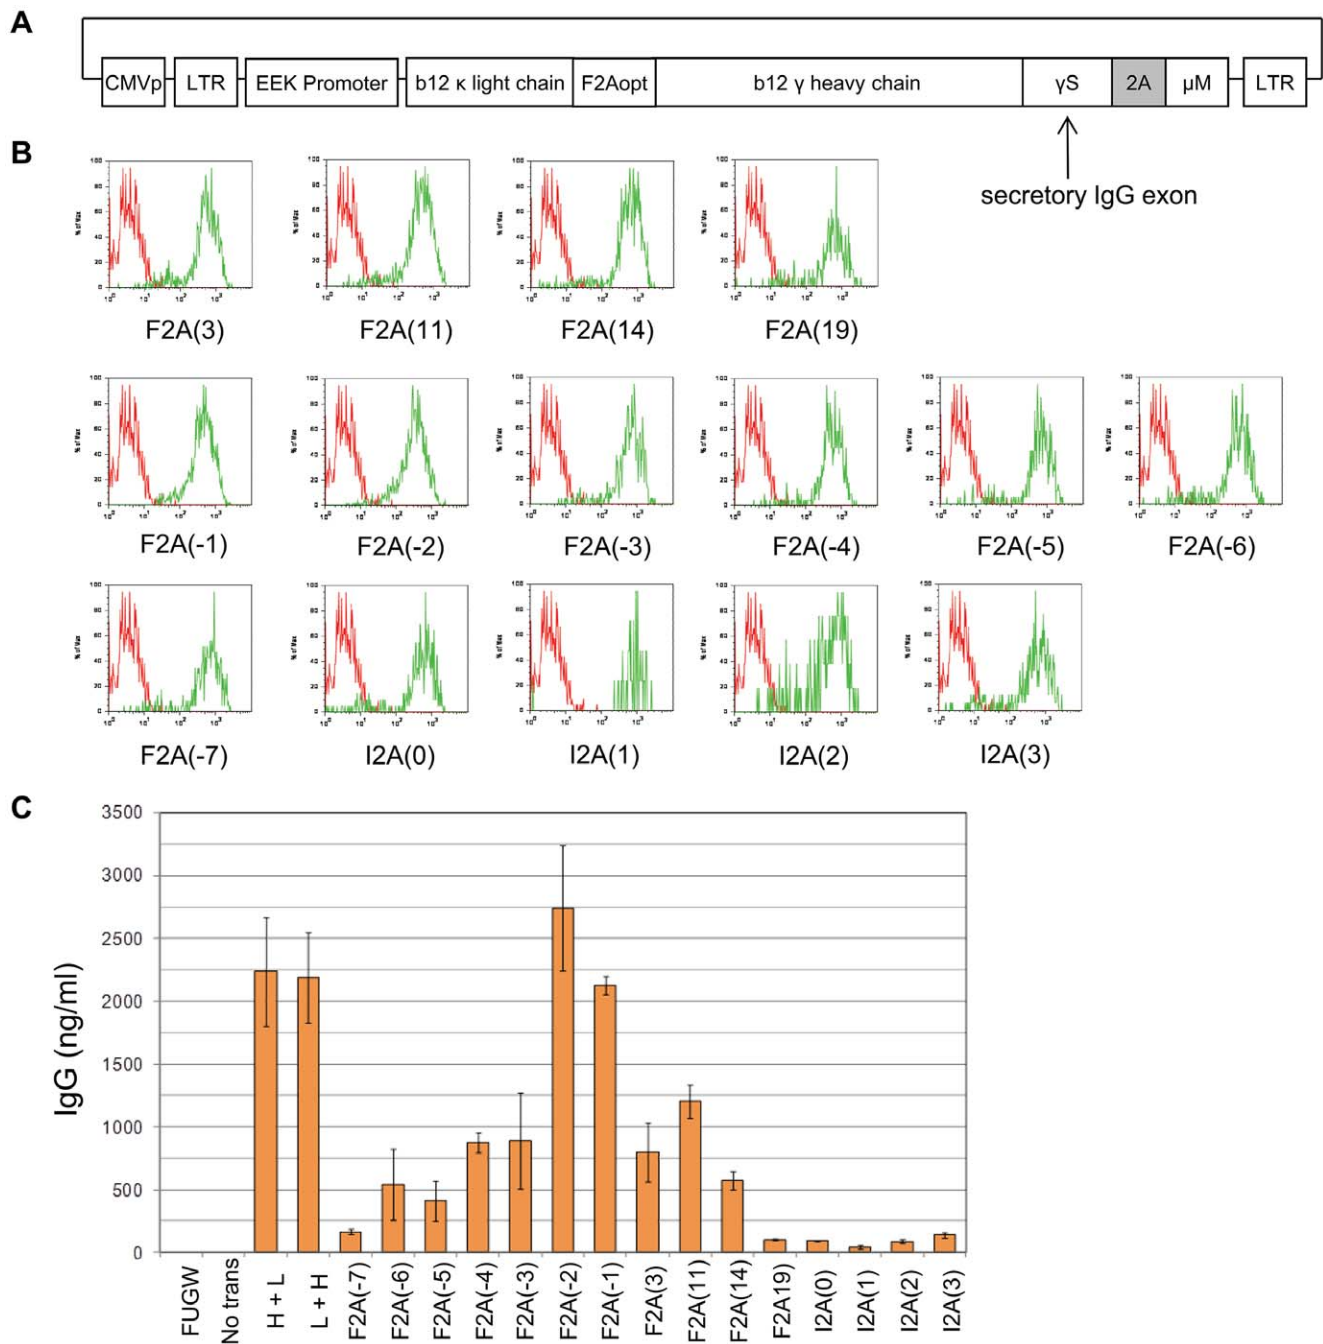 A
CMVp LTR EEK Promoter b12 κ light chain F2Aopt b12 γ heavy chain γS 2A μM LTR
secretory IgG exon
B
F2A(3) F2A(11) F2A(14) F2A(19)
F2A(-1) F2A(-2) F2A(-3) F2A(-4) F2A(-5) F2A(-6)
F2A(-7) I2A(0) I2A(1) I2A(2) I2A(3)
C
IgG (ng/ml)
3500
3000
2500
2000
1500
1000
500
0
FUGW
No trans
H + L
L + H
F2A(-7)
F2A(-6)
F2A(-5)
F2A(-4)
F2A(-3)
F2A(-2)
F2A(-1)
F2A(3)
F2A(11)
F2A(14)
F2A19)
I2A(0)
I2A(1)
I2A(2)
I2A(3)